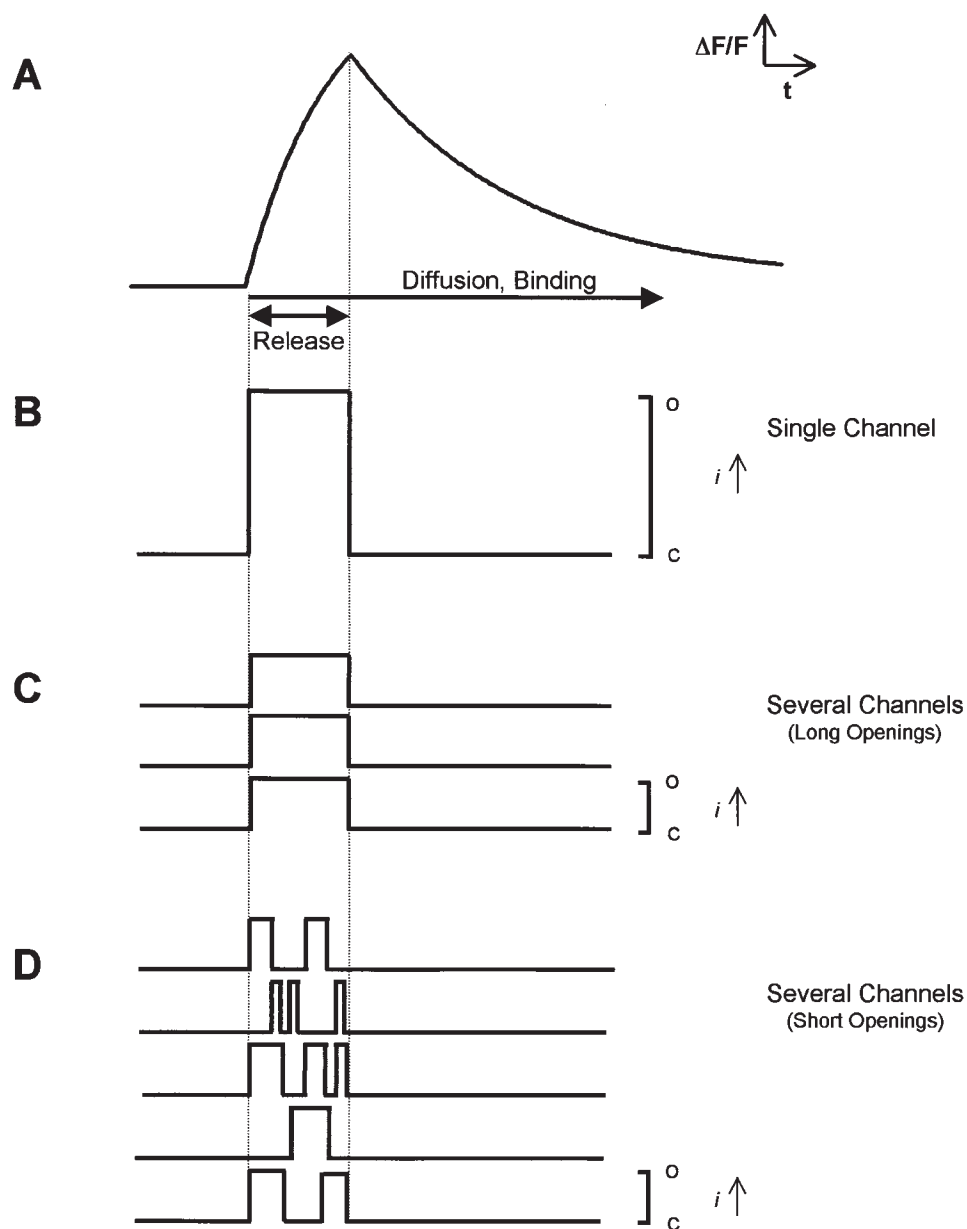 A
ΔF/F
t
Diffusion, Binding
Release
B
o
Single Channel
i
c
C
Several Channels
(Long Openings)
o
i
c
D
Several Channels
(Short Openings)
o
i
c